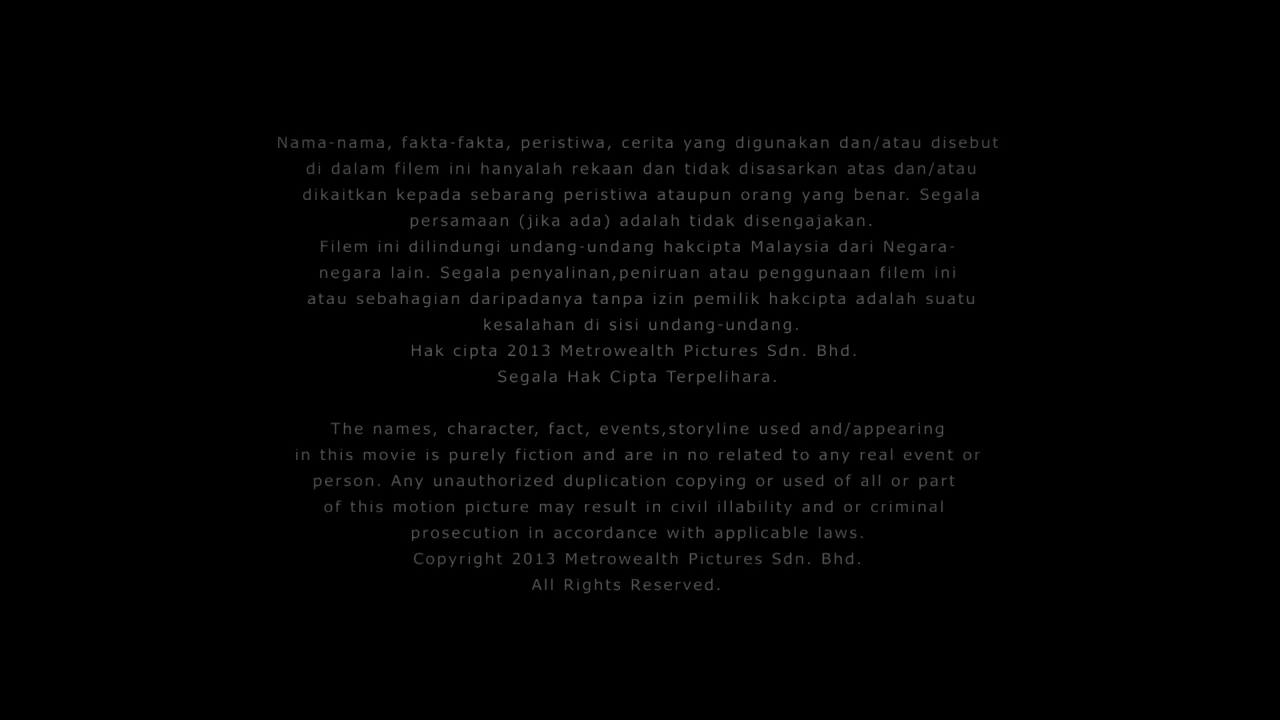 Nama-nama, fakta-fakta, peristiwa, cerita yang digunakan dan/atau disebut
di dalam filem ini hanyalah rekaan dan tidak disasarkan atas dan/atau
dikaitkan kepada sebarang peristiwa ataupun orang yang benar. Segala
persamaan (jika ada) adalah tidak disengajakan.
Filem ini dilindungi undang-undang hakcipta Malaysia dari Negara-
negara lain. Segala penyalinan,peniruan atau penggunaan filem ini
atau sebahagian daripadanya tanpa izin pemilik hakcipta adalah suatu
kesalahan di sisi undang-undang.
Hak cipta 2013 Metrowealth Pictures Sdn. Bhd.
Segala Hak Cipta Terpelihara.
The names, character, fact, events,storyline used and/appearing
in this movie is purely fiction and are in no related to any real event or
person. Any unauthorized duplication copying or used of all or part
of this motion picture may result in civil illability and or criminal
prosecution in accordance with applicable laws.
Copyright 2013 Metrowealth Pictures Sdn. Bhd.
All Rights Reserved.